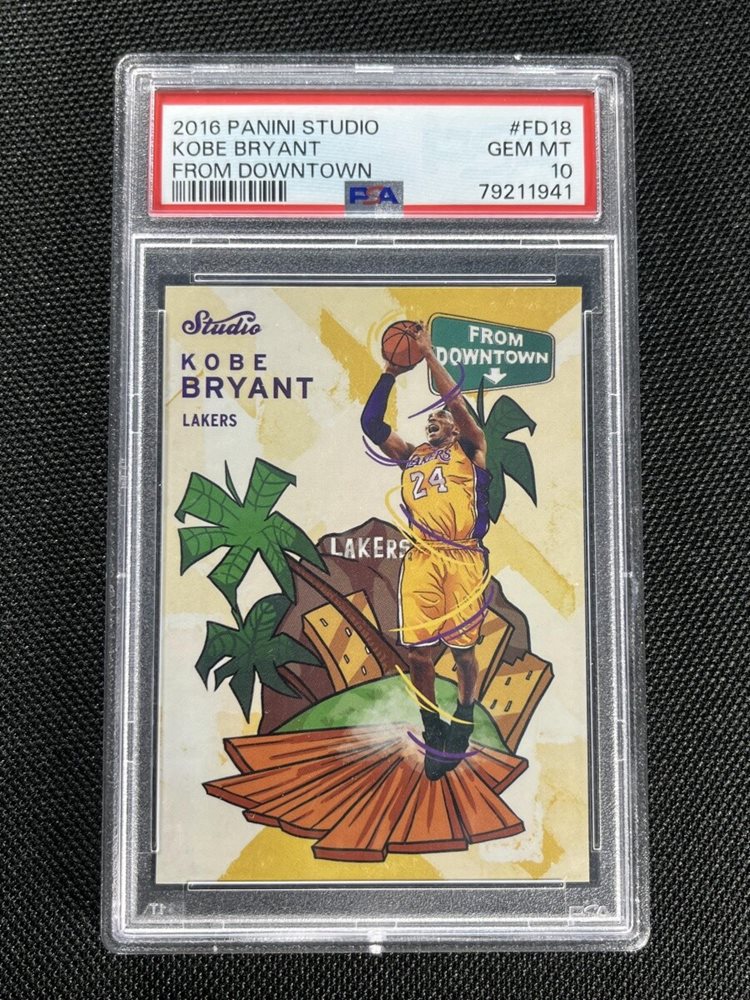 2016 PANINI STUDIO #FD18
KOBE BRYANT GEM MT
FROM DOWNTOWN 10
PSA 79211941
Studio
KOBE
BRYANT
LAKERS
FROM
DOWNTOWN
LAKERS
24
LAKERS